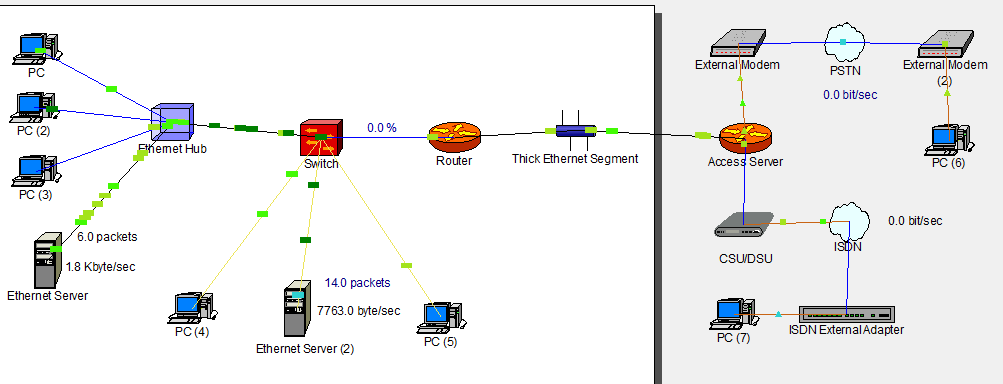 PC
PC (2)
PC (3)
Ethernet Hub
6.0 packets
1.8 Kbyte/sec
Ethernet Server
Switch
0.0 %
Router
Thick Ethernet Segment
PC (4)
14.0 packets
7763.0 byte/sec
Ethernet Server (2)
PC (5)
External Modem
PSTN
0.0 bit/sec
External Modem
(2)
PC (6)
Access Server
CSU/DSU
ISDN
0.0 bit/sec
PC (7)
ISDN External Adapter